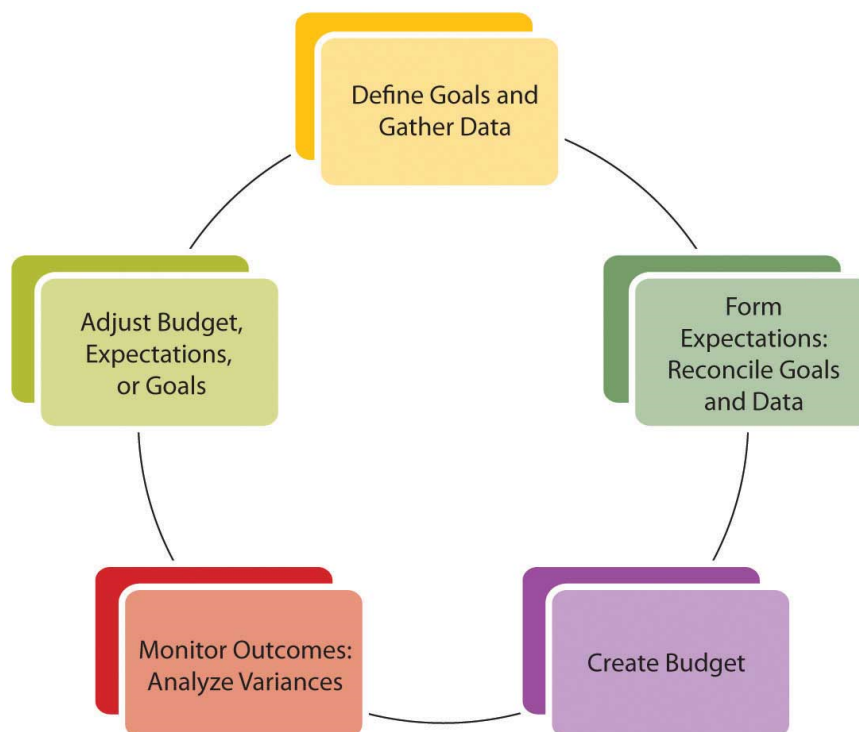 Define Goals and
Gather Data
Form
Expectations:
Reconcile Goals
and Data
Create Budget
Monitor Outcomes:
Analyze Variances
Adjust Budget,
Expectations,
or Goals